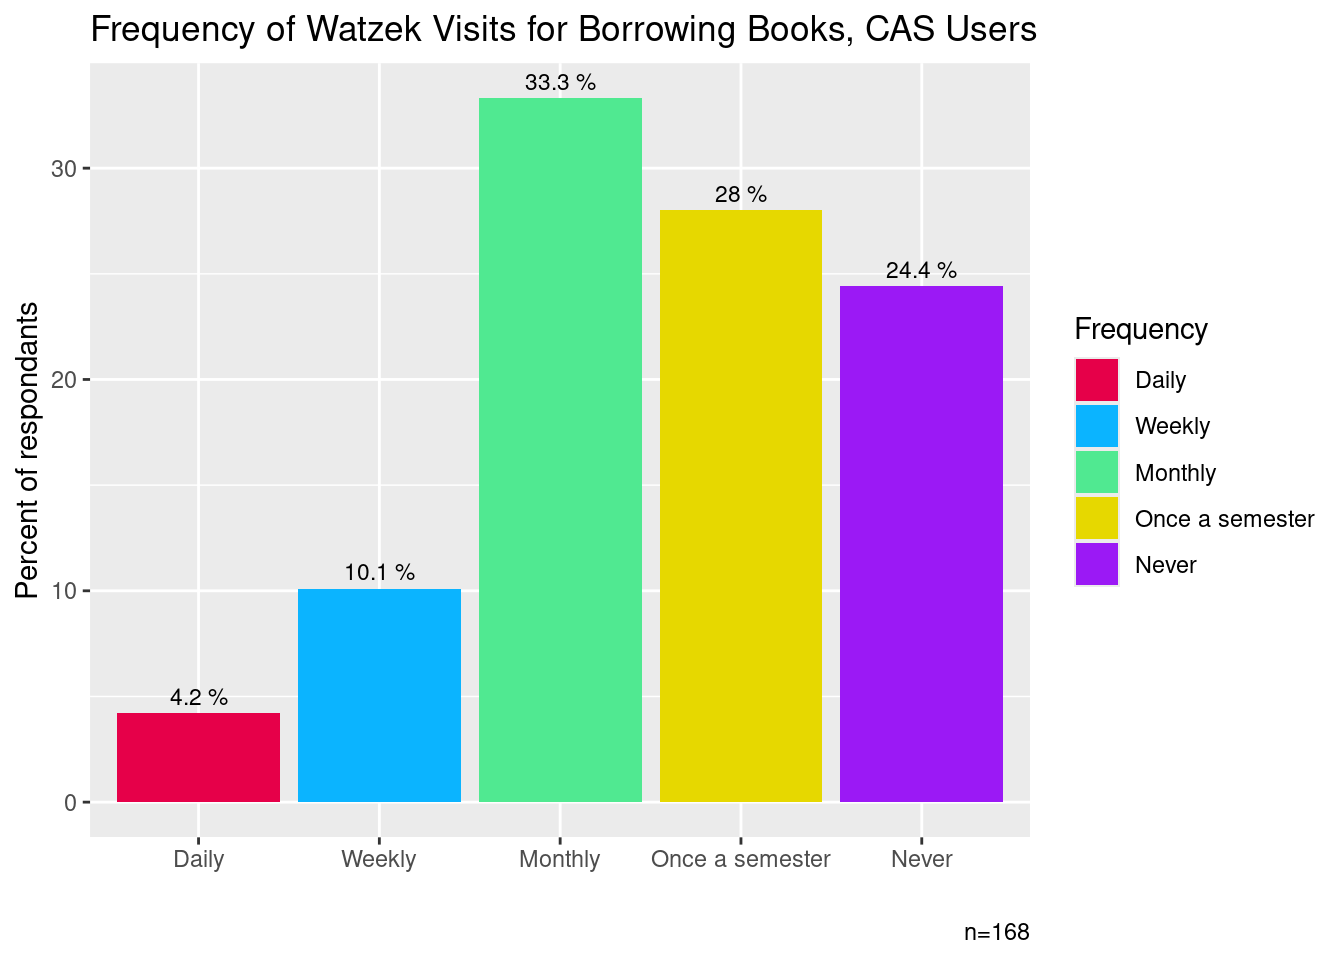 Frequency of Watzek Visits for Borrowing Books, CAS Users
Percent of respondants
30
20
10
0
4.2 %
10.1 %
33.3 %
28 %
24.4 %
Daily
Weekly
Monthly
Once a semester
Never
Frequency
Daily
Weekly
Monthly
Once a semester
Never
n=168